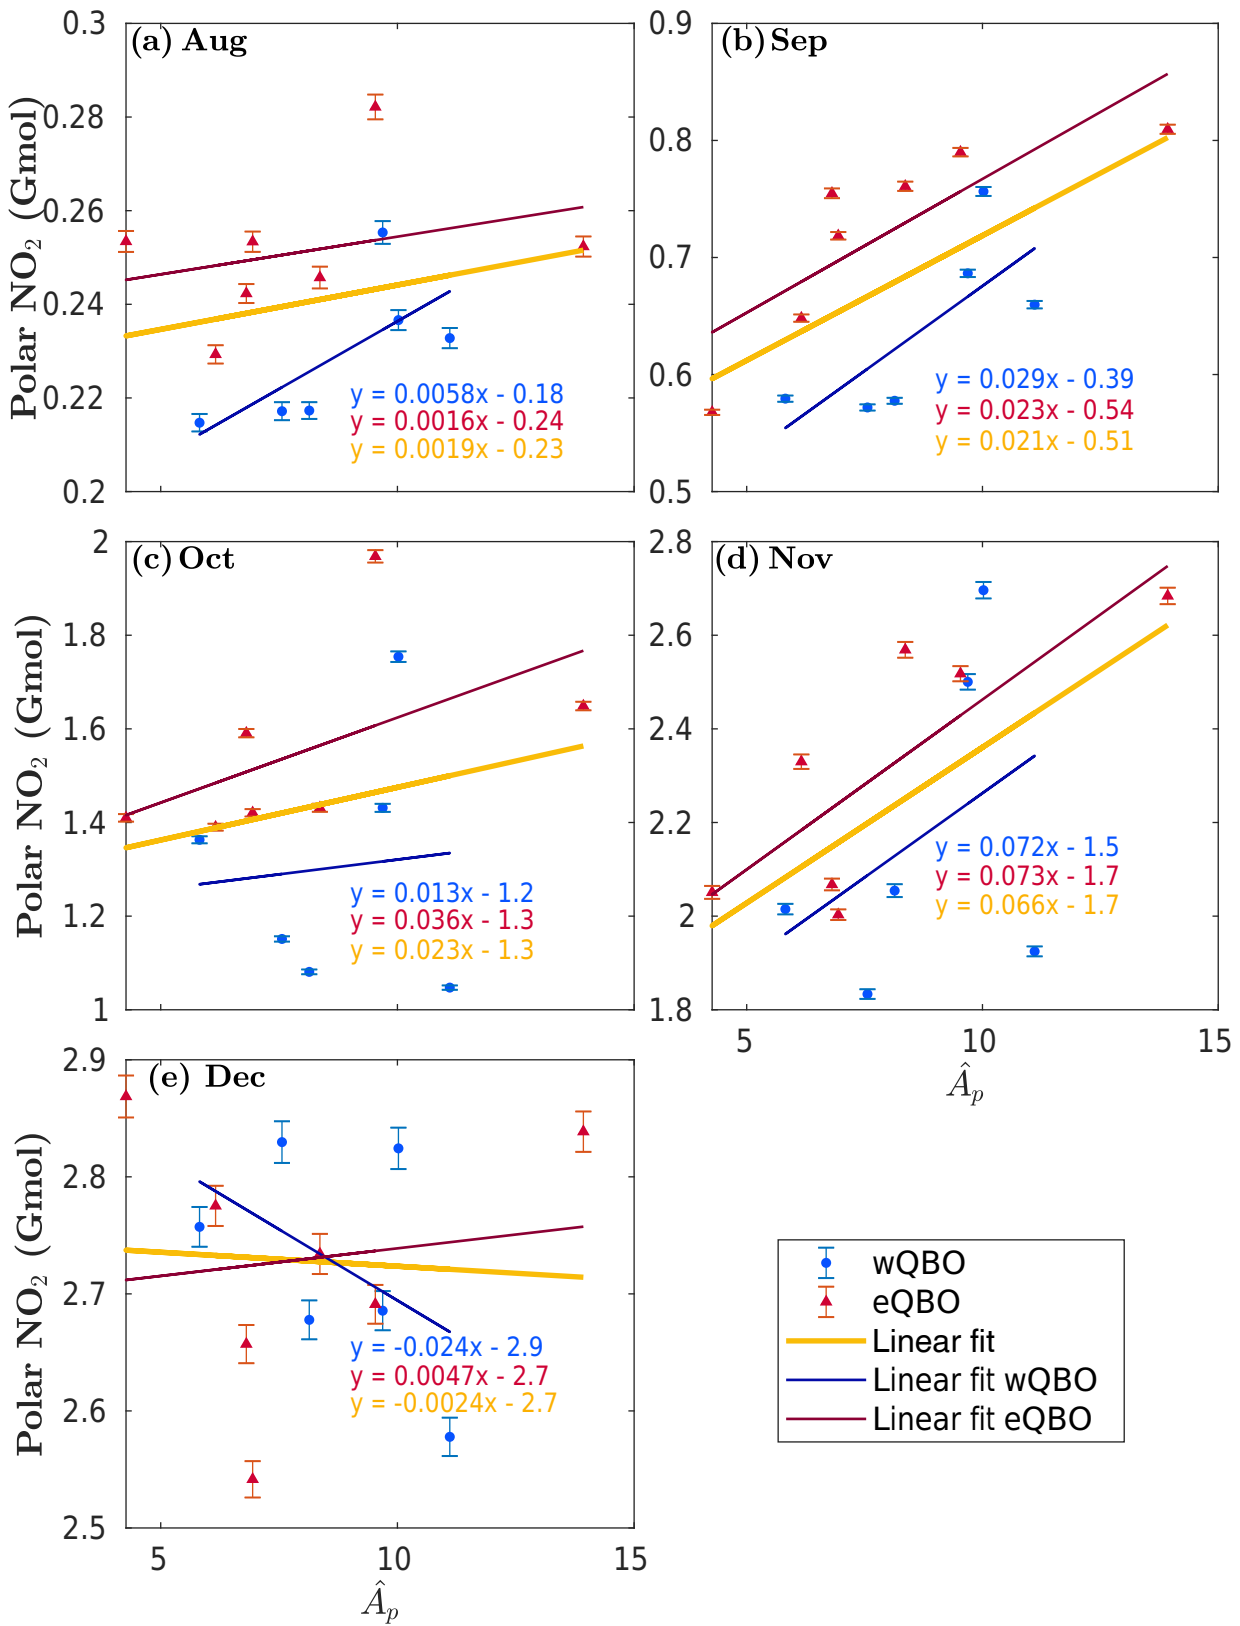 (a) Aug
Polar NO₂ (Gmol)
0.3
0.28
0.26
0.24
0.22
0.2
y = 0.0058x - 0.18
y = 0.0016x - 0.24
y = 0.0019x - 0.23
(b) Sep
0.9
0.8
0.7
0.6
0.5
y = 0.029x - 0.39
y = 0.023x - 0.54
y = 0.021x - 0.51
(c) Oct
Polar NO₂ (Gmol)
2
1.8
1.6
1.4
1.2
1
y = 0.013x - 1.2
y = 0.036x - 1.3
y = 0.023x - 1.3
(d) Nov
2.8
2.6
2.4
2.2
2
1.8
y = 0.072x - 1.5
y = 0.073x - 1.7
y = 0.066x - 1.7
5 10 15
Âₚ
(e) Dec
Polar NO₂ (Gmol)
2.9
2.8
2.7
2.6
2.5
y = -0.024x - 2.9
y = 0.0047x - 2.7
y = -0.0024x - 2.7
5 10 15
Âₚ
wQBO
eQBO
Linear fit
Linear fit wQBO
Linear fit eQBO